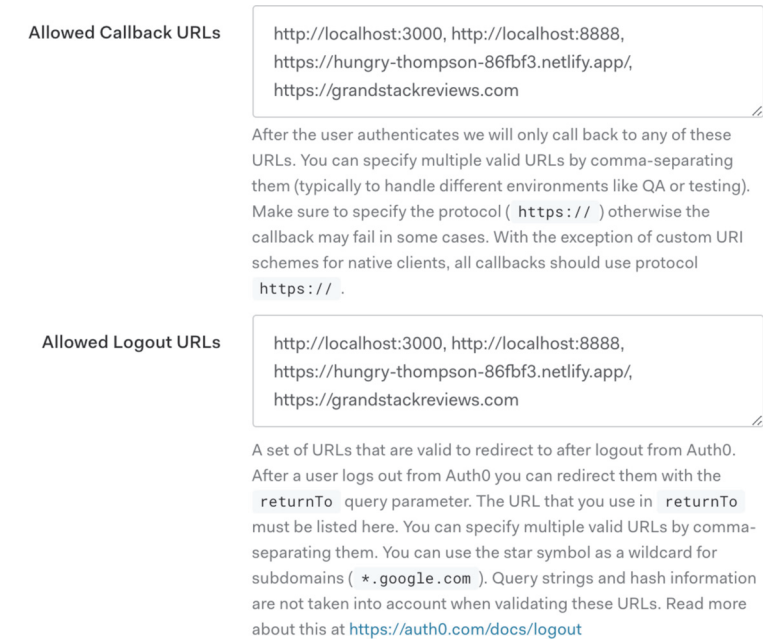 Allowed Callback URLs
http://localhost:3000, http://localhost:8888,
https://hungry-thompson-86fbf3.netlify.app/,
https://grandstackreviews.com
After the user authenticates we will only call back to any of these
URLs. You can specify multiple valid URLs by comma-separating
them (typically to handle different environments like QA or testing).
Make sure to specify the protocol ( https:// ) otherwise the
callback may fail in some cases. With the exception of custom URI
schemes for native clients, all callbacks should use protocol
https:// .
Allowed Logout URLs
http://localhost:3000, http://localhost:8888,
https://hungry-thompson-86fbf3.netlify.app/,
https://grandstackreviews.com
A set of URLs that are valid to redirect to after logout from Auth0.
After a user logs out from Auth0 you can redirect them with the
returnTo query parameter. The URL that you use in returnTo
must be listed here. You can specify multiple valid URLs by comma-
separating them. You can use the star symbol as a wildcard for
subdomains ( *.google.com ). Query strings and hash information
are not taken into account when validating these URLs. Read more
about this at https://auth0.com/docs/logout